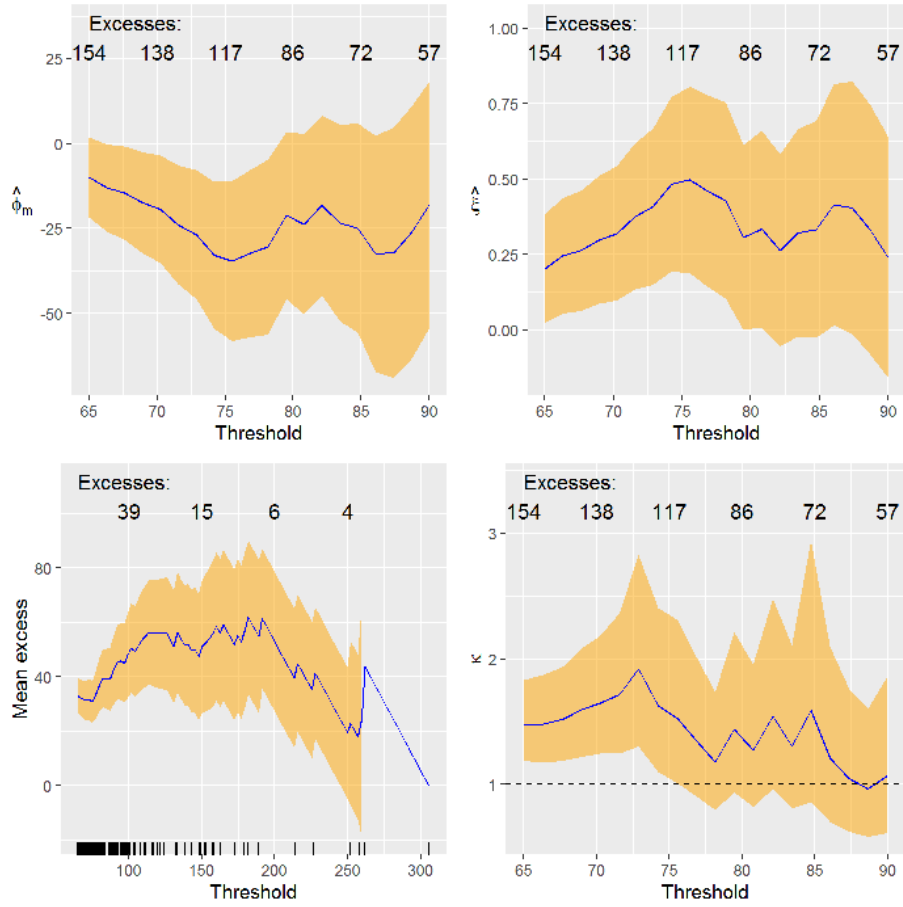 Excesses:
154 138 117 86 72 57
25
0
-25
-50
65 70 75 80 85 90
Threshold
ϕ̂m
Excesses:
154 138 117 86 72 57
1.00
0.75
0.50
0.25
0.00
65 70 75 80 85 90
Threshold
Excesses:
39 15 6 4
80
40
0
100 150 200 250 300
Threshold
Mean excess
Excesses:
154 138 117 86 72 57
3
2
1
65 70 75 80 85 90
Threshold
κ